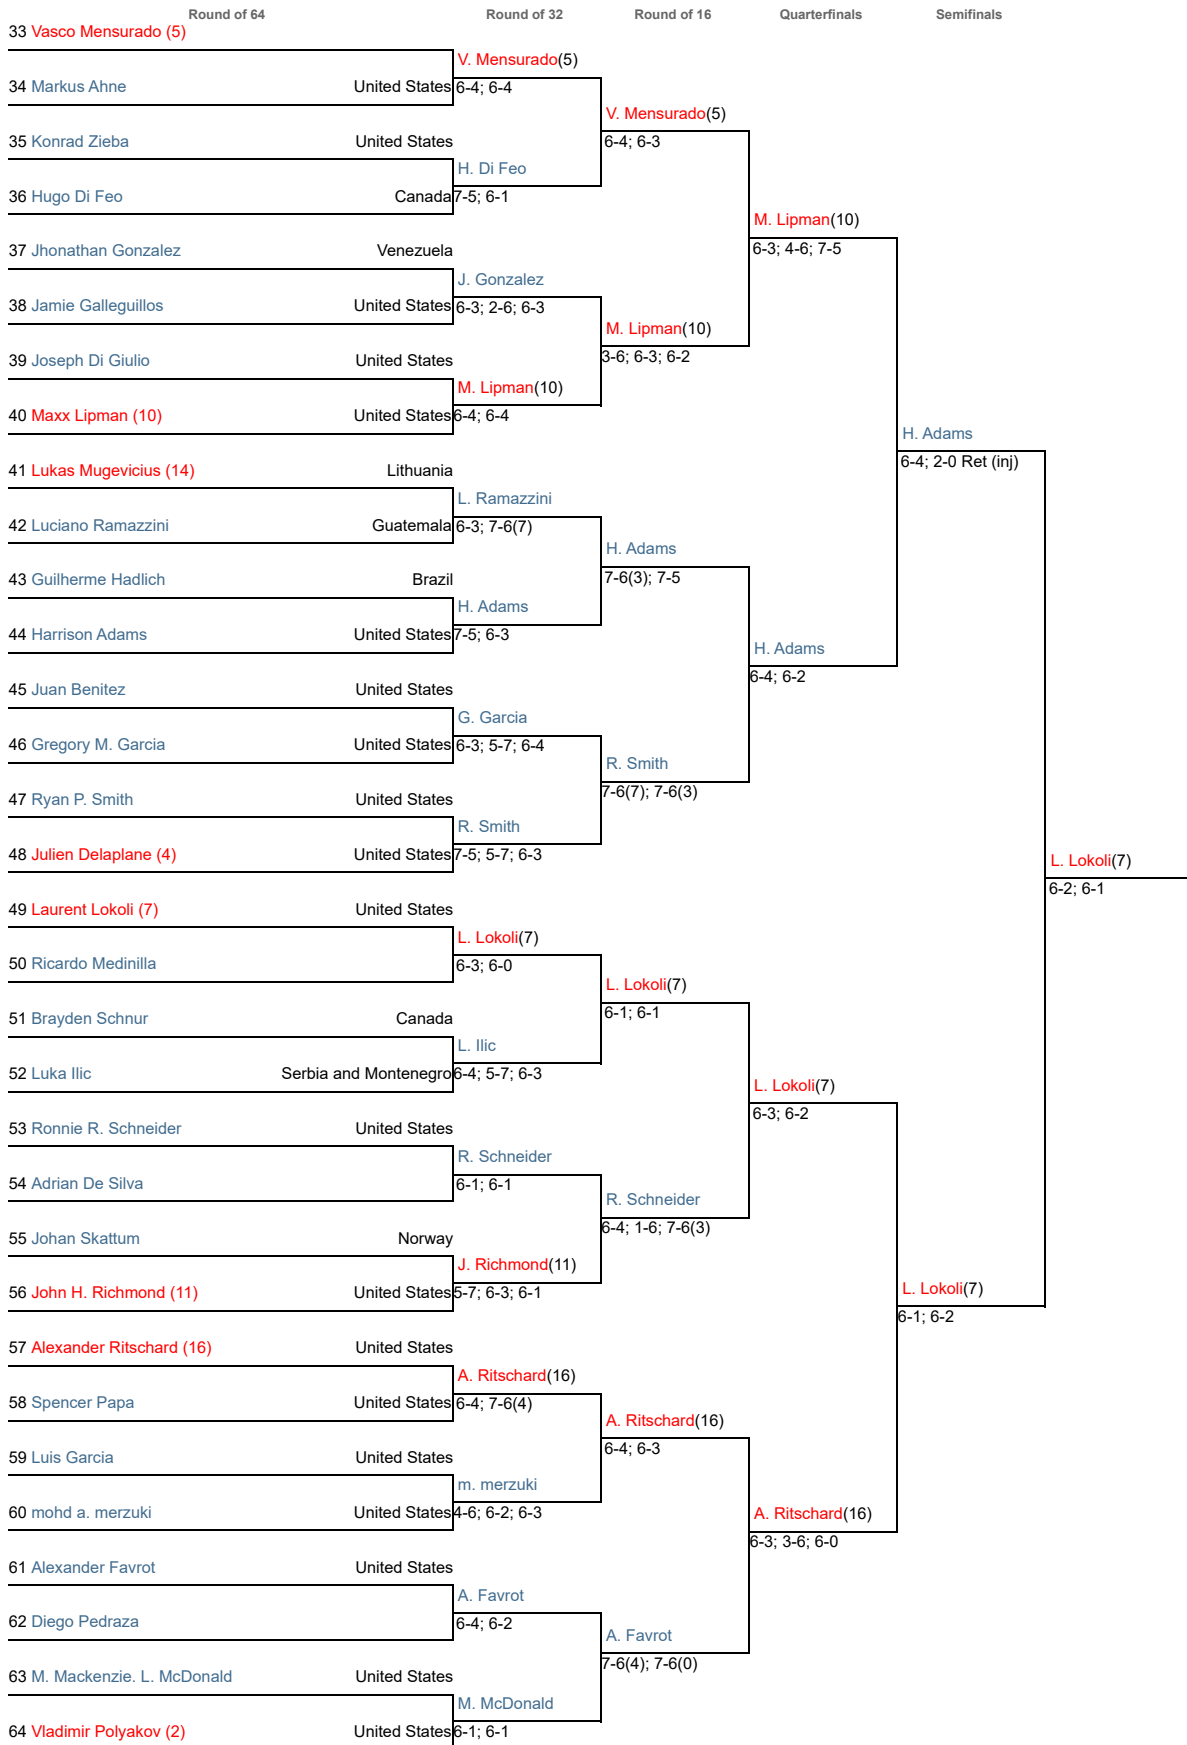 Round of 64 Round of 32 Round of 16 Quarterfinals Semifinals
33 Vasco Mensurado (5)
V. Mensurado(5)
34 Markus Ahne United States 6-4; 6-4
V. Mensurado(5)
35 Konrad Zieba United States 6-4; 6-3
H. Di Feo
36 Hugo Di Feo Canada 7-5; 6-1
M. Lipman(10)
37 Jhonathan Gonzalez Venezuela 6-3; 4-6; 7-5
J. Gonzalez
38 Jamie Galleguillos United States 6-3; 2-6; 6-3
M. Lipman(10)
39 Joseph Di Giulio United States 3-6; 6-3; 6-2
M. Lipman(10)
40 Maxx Lipman (10) United States 6-4; 6-4
H. Adams
41 Lukas Mugevicius (14) Lithuania 6-4; 2-0 Ret (inj)
L. Ramazzini
42 Luciano Ramazzini Guatemala 6-3; 7-6(7)
H. Adams
43 Guilherme Hadlich Brazil 7-6(3); 7-5
H. Adams
44 Harrison Adams United States 7-5; 6-3
H. Adams
45 Juan Benitez United States 6-4; 6-2
G. Garcia
46 Gregory M. Garcia United States 6-3; 5-7; 6-4
R. Smith
47 Ryan P. Smith United States 7-6(7); 7-6(3)
R. Smith
48 Julien Delaplane (4) United States 7-5; 5-7; 6-3
L. Lokoli(7)
6-2; 6-1
49 Laurent Lokoli (7) United States
L. Lokoli(7)
50 Ricardo Medinilla 6-3; 6-0
L. Lokoli(7)
51 Brayden Schnur Canada 6-1; 6-1
L. Ilic
52 Luka Ilic Serbia and Montenegro 6-4; 5-7; 6-3
L. Lokoli(7)
53 Ronnie R. Schneider United States 6-3; 6-2
R. Schneider
54 Adrian De Silva 6-1; 6-1
R. Schneider
55 Johan Skattum Norway 6-4; 1-6; 7-6(3)
J. Richmond(11)
56 John H. Richmond (11) United States 5-7; 6-3; 6-1
L. Lokoli(7)
6-1; 6-2
57 Alexander Ritschard (16) United States
A. Ritschard(16)
58 Spencer Papa United States 6-4; 7-6(4)
A. Ritschard(16)
59 Luis Garcia United States 6-4; 6-3
m. merzuki
60 mohd a. merzuki United States 4-6; 6-2; 6-3
A. Ritschard(16)
61 Alexander Favrot United States 6-3; 3-6; 6-0
A. Favrot
62 Diego Pedraza 6-4; 6-2
A. Favrot
63 M. Mackenzie. L. McDonald United States 7-6(4); 7-6(0)
M. McDonald
64 Vladimir Polyakov (2) United States 6-1; 6-1